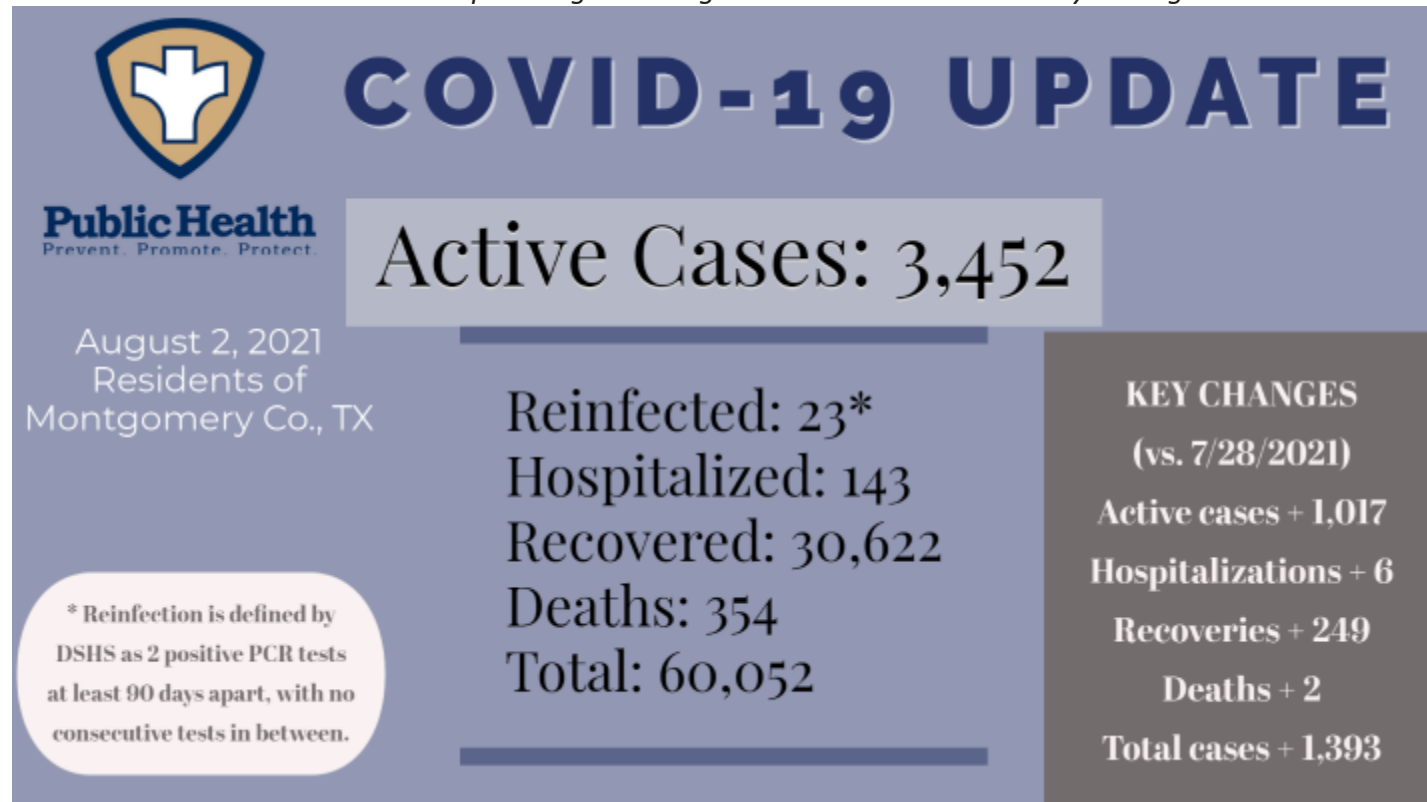 COVID-19 UPDATE
Public Health
Prevent. Promote. Protect.
Active Cases: 3,452
August 2, 2021
Residents of
Montgomery Co., TX
Reinfected: 23*
Hospitalized: 143
Recovered: 30,622
Deaths: 354
Total: 60,052
KEY CHANGES
(vs. 7/28/2021)
Active cases + 1,017
Hospitalizations + 6
Recoveries + 249
Deaths + 2
Total cases + 1,393
* Reinfection is defined by
DSHS as 2 positive PCR tests
at least 90 days apart, with no
consecutive tests in between.